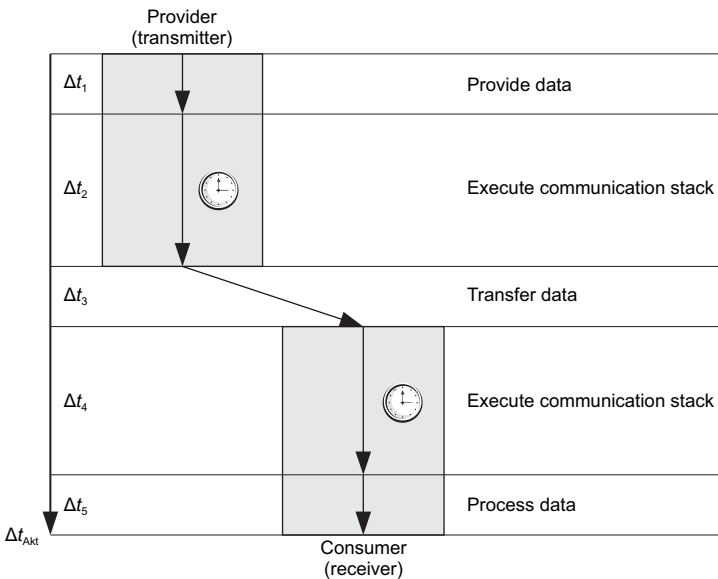 Provider
(transmitter)
Δt1 Provide data
Δt2 Execute communication stack
Δt3 Transfer data
Δt4 Execute communication stack
Δt5 Process data
ΔtAkt
Consumer
(receiver)